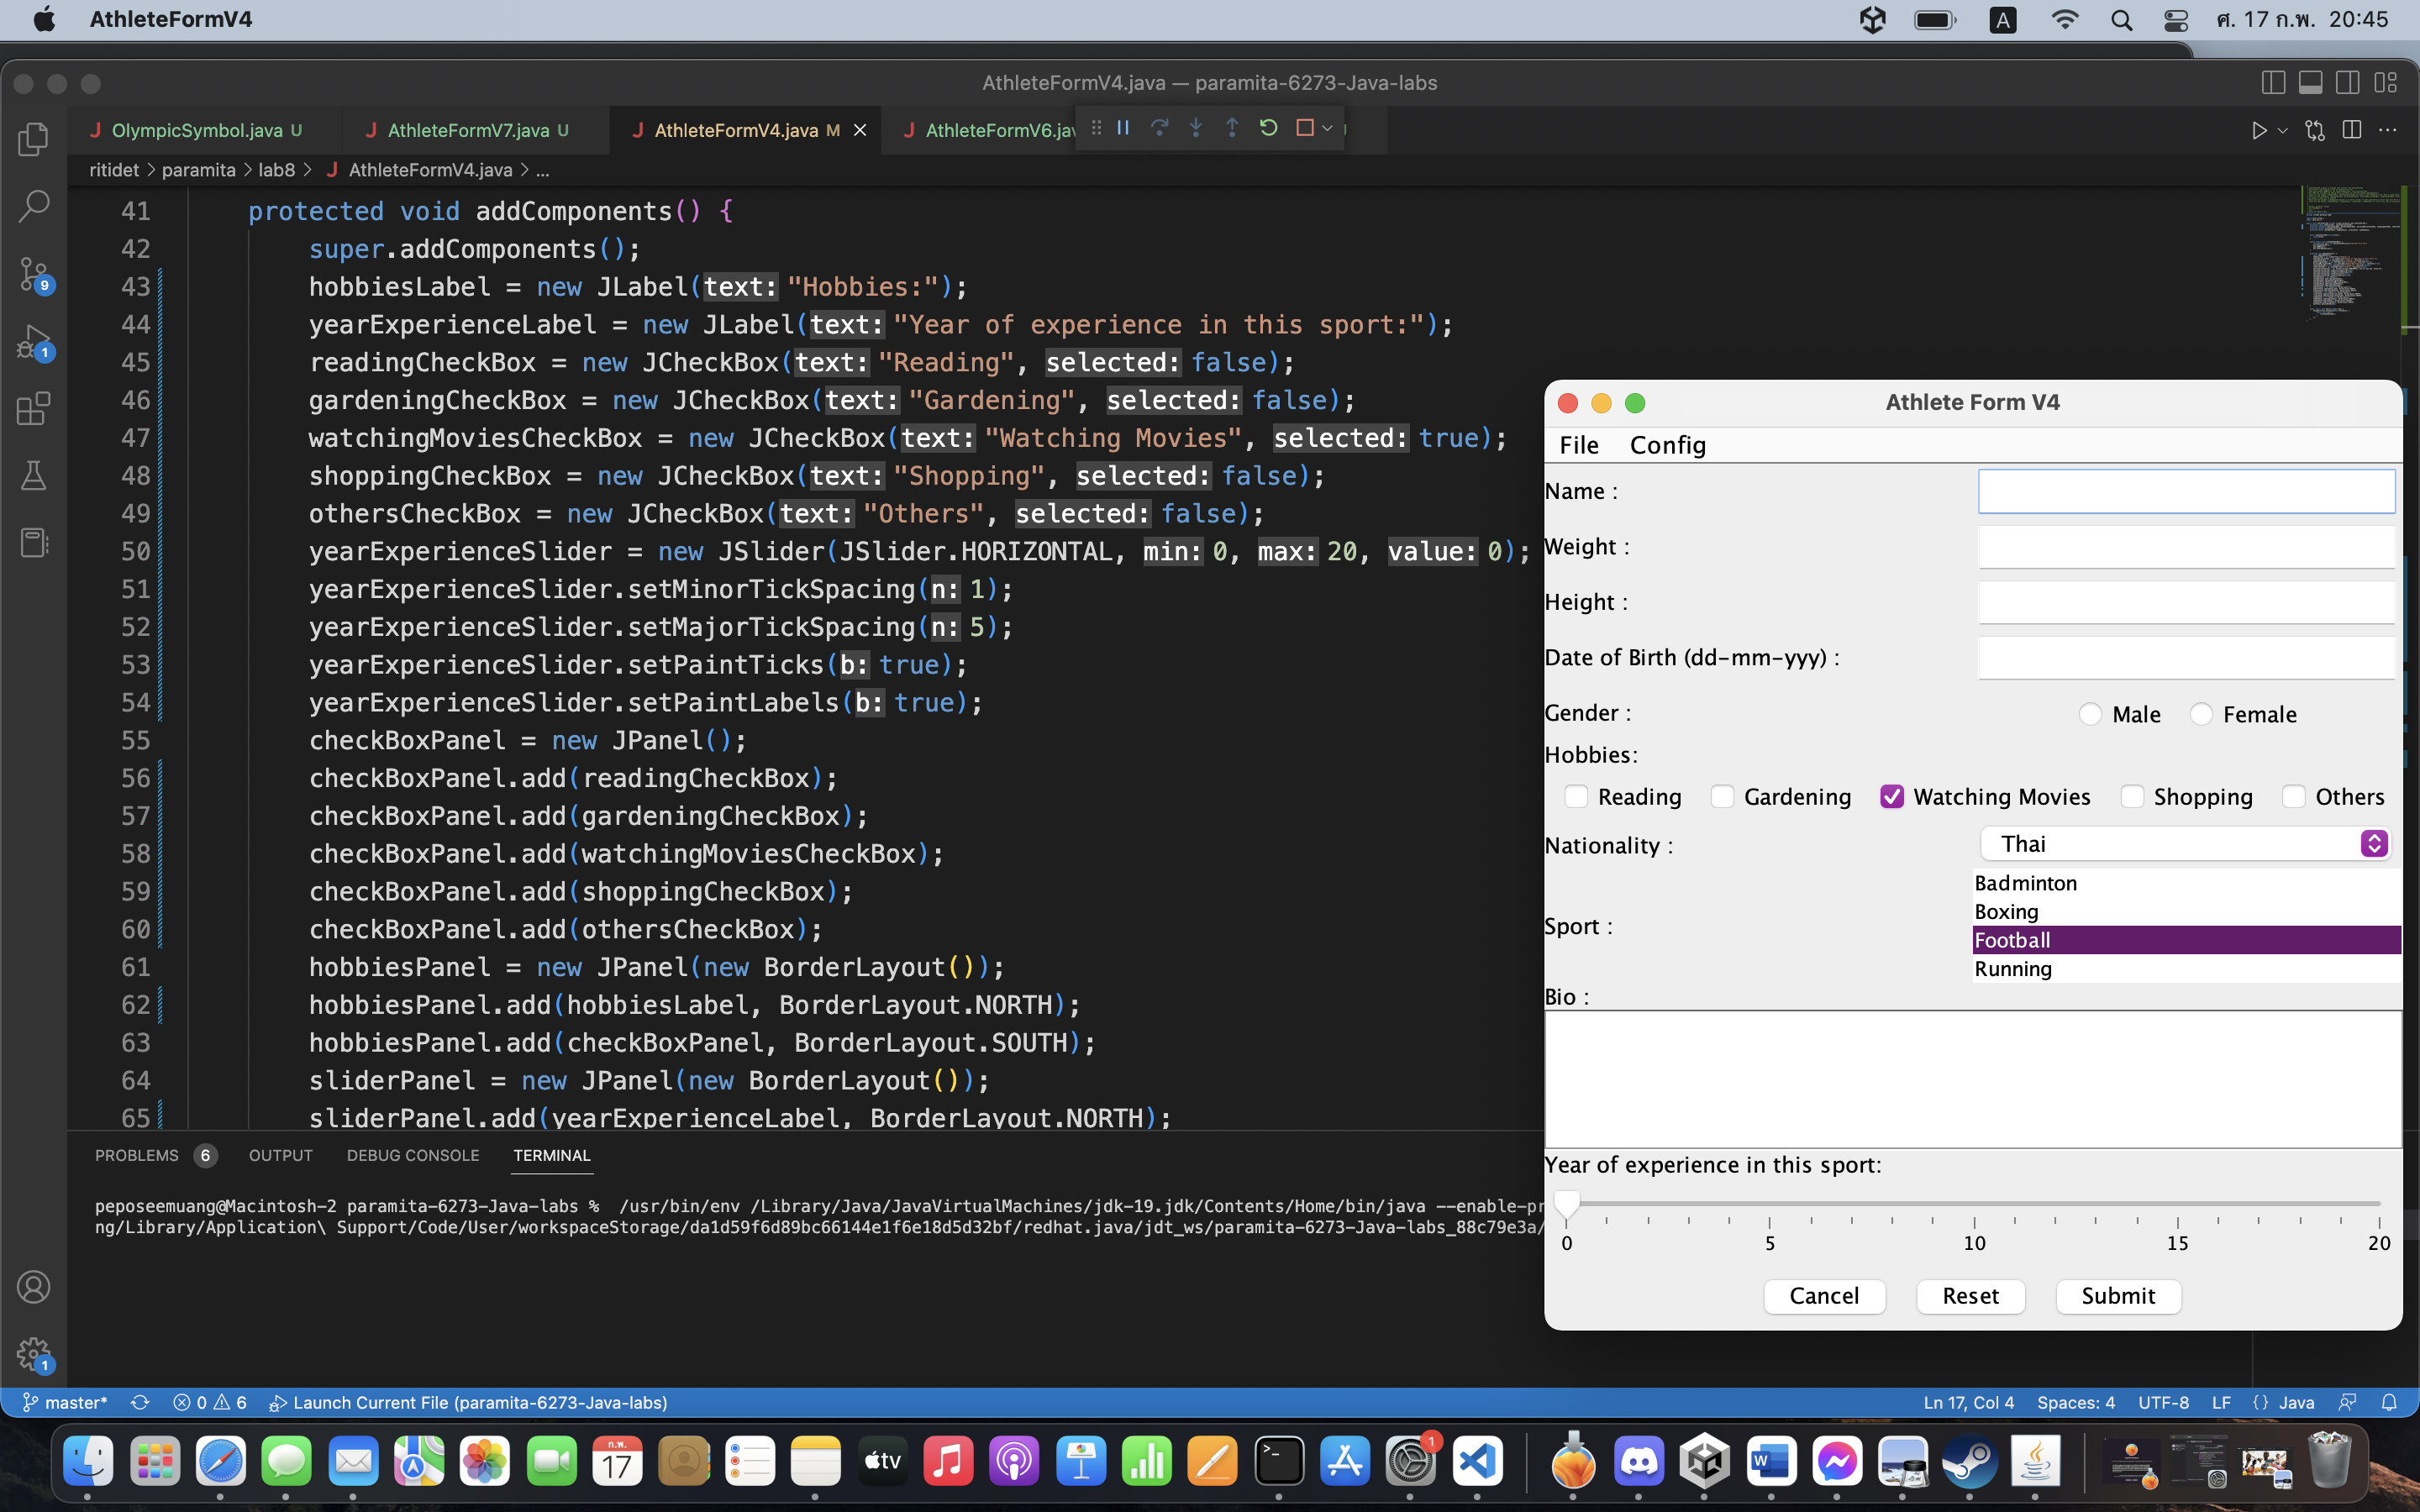 AthleteFormV4
A
ศ. 17 ก.พ. 20:45
AthleteFormV4.java — paramita-6273-Java-labs
J OlympicSymbol.java U
J AthleteFormV7.java U
J AthleteFormV4.java M
J AthleteFormV6.jav
ritidet > paramita > lab8 > J AthleteFormV4.java > ...
41 protected void addComponents() {
42 super.addComponents();
43 hobbiesLabel = new JLabel(text: "Hobbies:");
44 yearExperienceLabel = new JLabel(text: "Year of experience in this sport:");
45 readingCheckBox = new JCheckBox(text: "Reading", selected: false);
46 gardeningCheckBox = new JCheckBox(text: "Gardening", selected: false);
47 watchingMoviesCheckBox = new JCheckBox(text: "Watching Movies", selected: true);
48 shoppingCheckBox = new JCheckBox(text: "Shopping", selected: false);
49 othersCheckBox = new JCheckBox(text: "Others", selected: false);
50 yearExperienceSlider = new JSlider(JSlider.HORIZONTAL, min: 0, max: 20, value: 0);
51 yearExperienceSlider.setMinorTickSpacing(n: 1);
52 yearExperienceSlider.setMajorTickSpacing(n: 5);
53 yearExperienceSlider.setPaintTicks(b: true);
54 yearExperienceSlider.setPaintLabels(b: true);
55 checkBoxPanel = new JPanel();
56 checkBoxPanel.add(readingCheckBox);
57 checkBoxPanel.add(gardeningCheckBox);
58 checkBoxPanel.add(watchingMoviesCheckBox);
59 checkBoxPanel.add(shoppingCheckBox);
60 checkBoxPanel.add(othersCheckBox);
61 hobbiesPanel = new JPanel(new BorderLayout());
62 hobbiesPanel.add(hobbiesLabel, BorderLayout.NORTH);
63 hobbiesPanel.add(checkBoxPanel, BorderLayout.SOUTH);
64 sliderPanel = new JPanel(new BorderLayout());
65 sliderPanel.add(yearExperienceLabel, BorderLayout.NORTH);
9
1
Athlete Form V4
File Config
Name :
Weight :
Height :
Date of Birth (dd-mm-yyy) :
Gender : Male Female
Hobbies:
Reading Gardening Watching Movies Shopping Others
Nationality : Thai
Sport :
Badminton
Boxing
Football
Running
Bio :
Year of experience in this sport:
0 5 10 15 20
Cancel Reset Submit
PROBLEMS 6 OUTPUT DEBUG CONSOLE TERMINAL
peposeemuang@Macintosh-2 paramita-6273-Java-labs % /usr/bin/env /Library/Java/JavaVirtualMachines/jdk-19.jdk/Contents/Home/bin/java --enable-pr
ng/Library/Application\ Support/Code/User/workspaceStorage/da1d59f6d89bc66144e1f6e18d5d32bf/redhat.java/jdt_ws/paramita-6273-Java-labs_88c79e3a/
1
master* 0 6 Launch Current File (paramita-6273-Java-labs)
Ln 17, Col 4 Spaces: 4 UTF-8 LF {} Java
ก.พ.
17
tv
>_
1
W